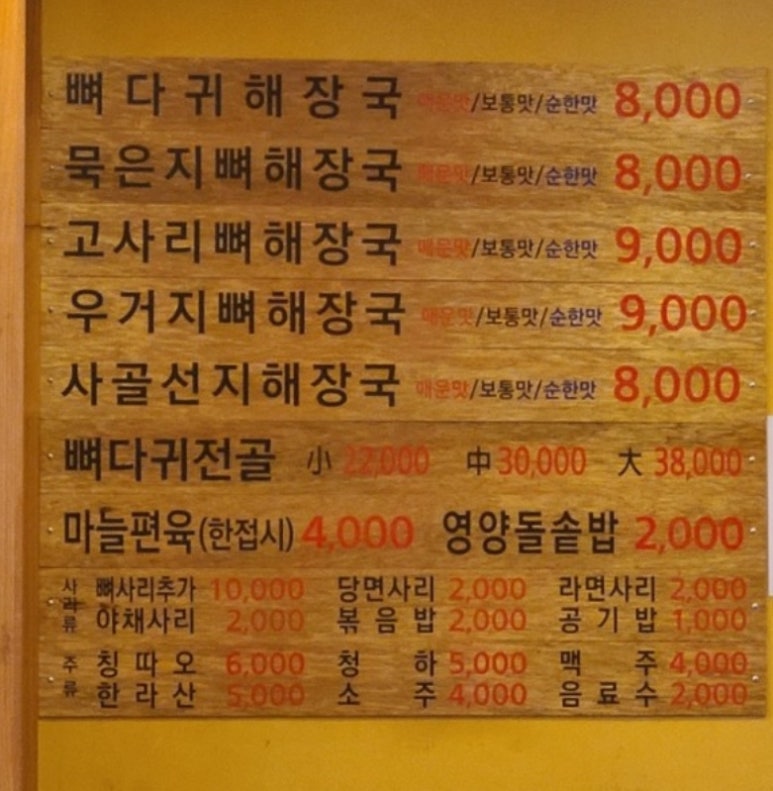 뼈다귀해장국 매운맛/보통맛/순한맛 8,000
묵은지뼈해장국 매운맛/보통맛/순한맛 8,000
고사리뼈해장국 매운맛/보통맛/순한맛 9,000
우거지뼈해장국 매운맛/보통맛/순한맛 9,000
사골선지해장국 매운맛/보통맛/순한맛 8,000
뼈다귀전골 小 22,000 中 30,000 大 38,000
마늘편육(한접시) 4,000 영양돌솥밥 2,000
사리류 뼈사리추가 10,000 당면사리 2,000 라면사리 2,000
야채사리 2,000 볶음밥 2,000 공기밥 1,000
주류 칭따오 6,000 청하 5,000 맥주 4,000
한라산 5,000 소주 4,000 음료수 2,000